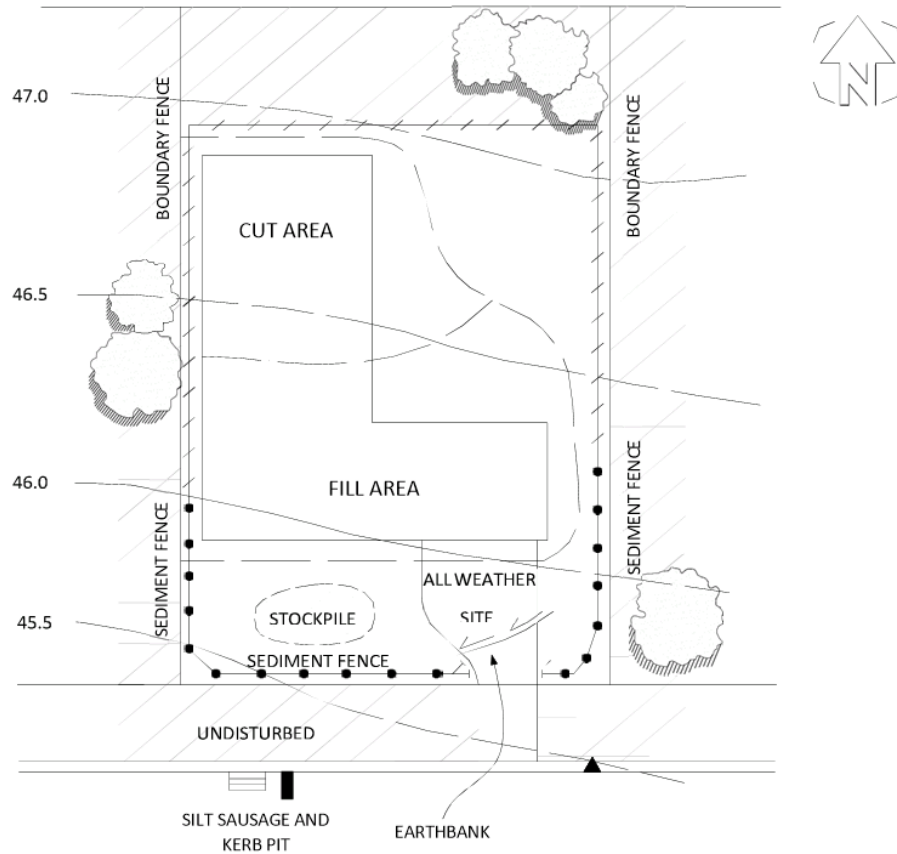 N
47.0
BOUNDARY FENCE
BOUNDARY FENCE
CUT AREA
46.5
46.0
FILL AREA
SEDIMENT FENCE
SEDIMENT FENCE
ALL WEATHER
SITE
STOCKPILE
45.5
SEDIMENT FENCE
UNDISTURBED
SILT SAUSAGE AND
KERB PIT
EARTHBANK